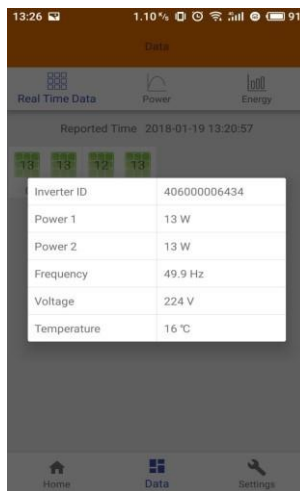 13:26 1.10 K/s 91
Data
Real Time Data Power Energy
Reported Time 2018-01-19 13:20:57
13 13 12 13
Inverter ID 406000006434
Power 1 13 W
Power 2 13 W
Frequency 49.9 Hz
Voltage 224 V
Temperature 16 ℃
Home Data Settings